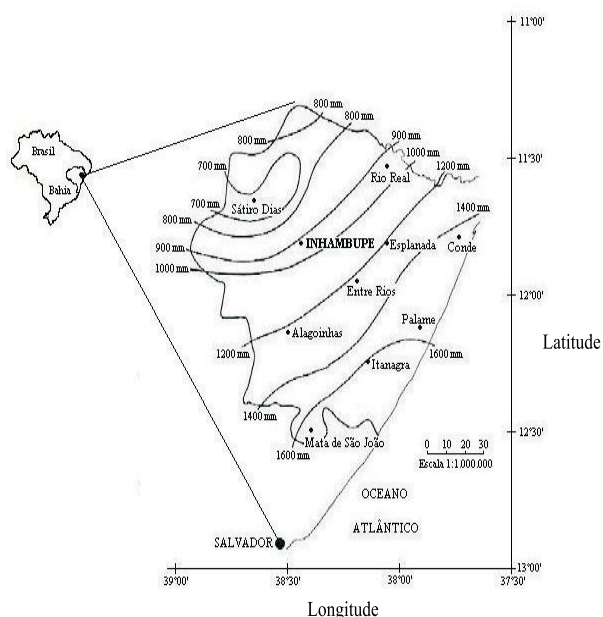 11°00'
800 mm
800 mm
900 mm
800 mm
1000 mm
1200 mm
Brasil
Bahia
11°30'
700 mm
Rio Real
Sátiro Dias
700 mm
1400 mm
800 mm
INHAMBUPE
Esplanada
Conde
900 mm
1000 mm
Entre Rios
12°00'
Palame
Alagoinhas
Latitude
1200 mm
1600 mm
Itanagra
1400 mm
Mata de São João
12°30'
1600 mm
0 10 20 30
Escala 1:1.000.000
OCEANO
ATLÂNTICO
SALVADOR
13°00'
39°00'
38°30'
38°00'
37°30'
Longitude